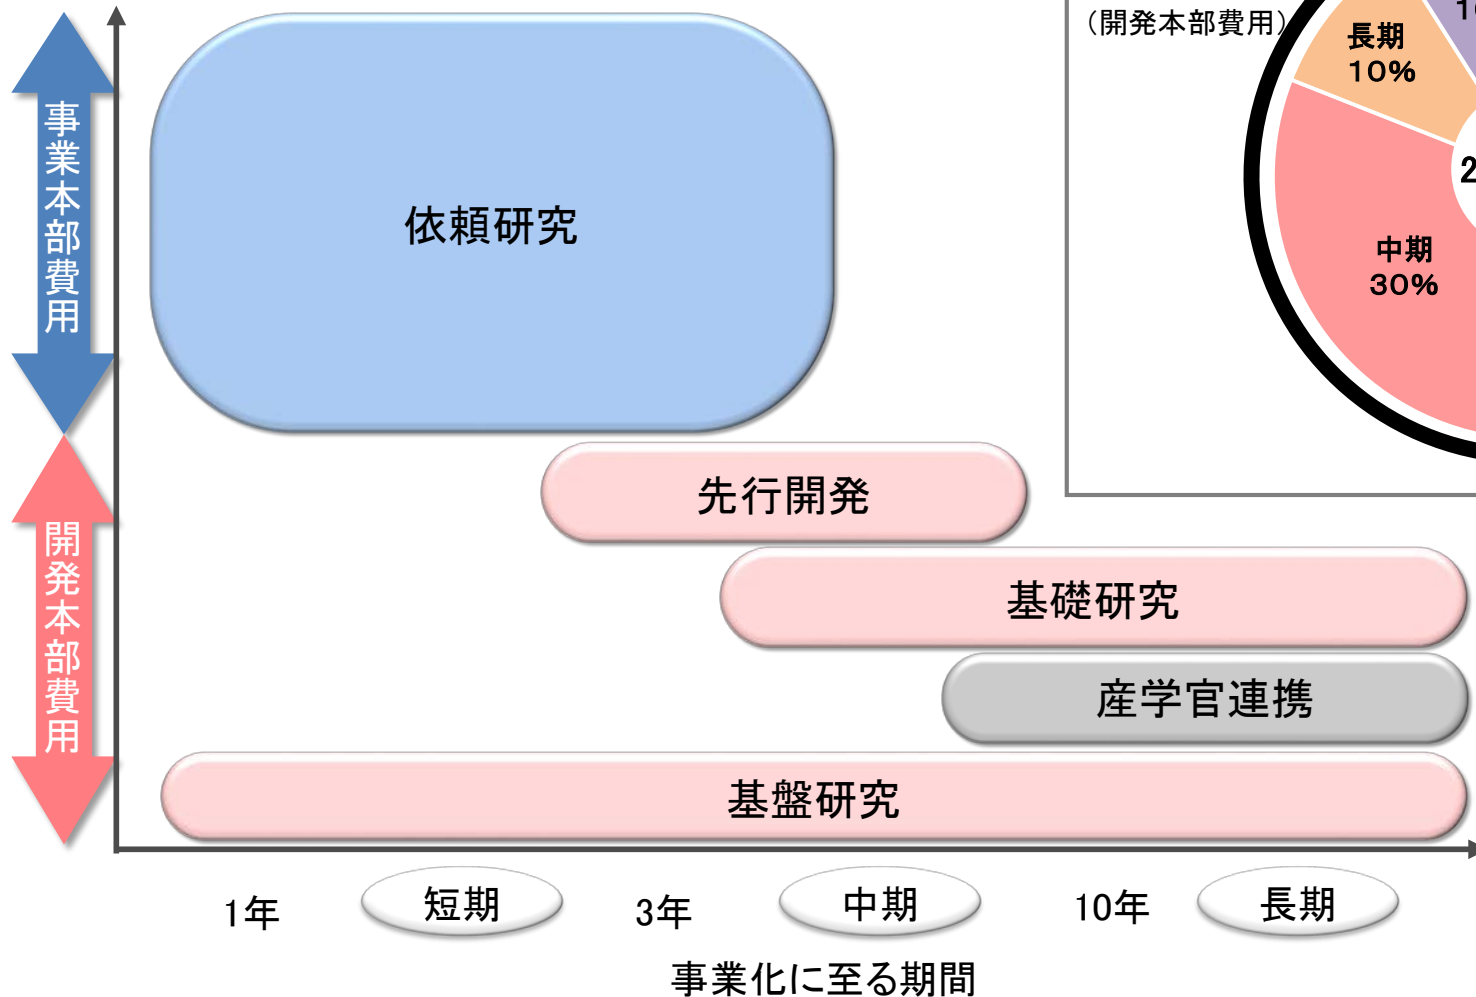 事業本部費用
開発本部費用
依頼研究
先行開発
基礎研究
産学官連携
基盤研究
1年
短期
3年
中期
10年
長期
事業化に至る期間
（開発本部費用）
長期
10%
中期
30%